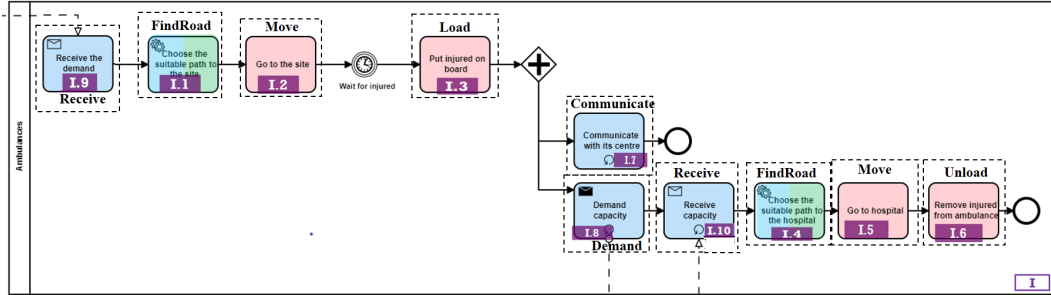 Ambulances
Receive the
demand
I.9
Receive
FindRoad
Choose the
suitable path to
the site
I.1
Move
Go to the site
I.2
Wait for injured
Load
Put injured on
board
I.3
Communicate
Communicate
with its centre
I.7
Demand
capacity
I.8
Demand
Receive
Receive
capacity
I.10
FindRoad
Choose the
suitable path to
the hospital
I.4
Move
Go to hospital
I.5
Unload
Remove injured
from ambulance
I.6
I